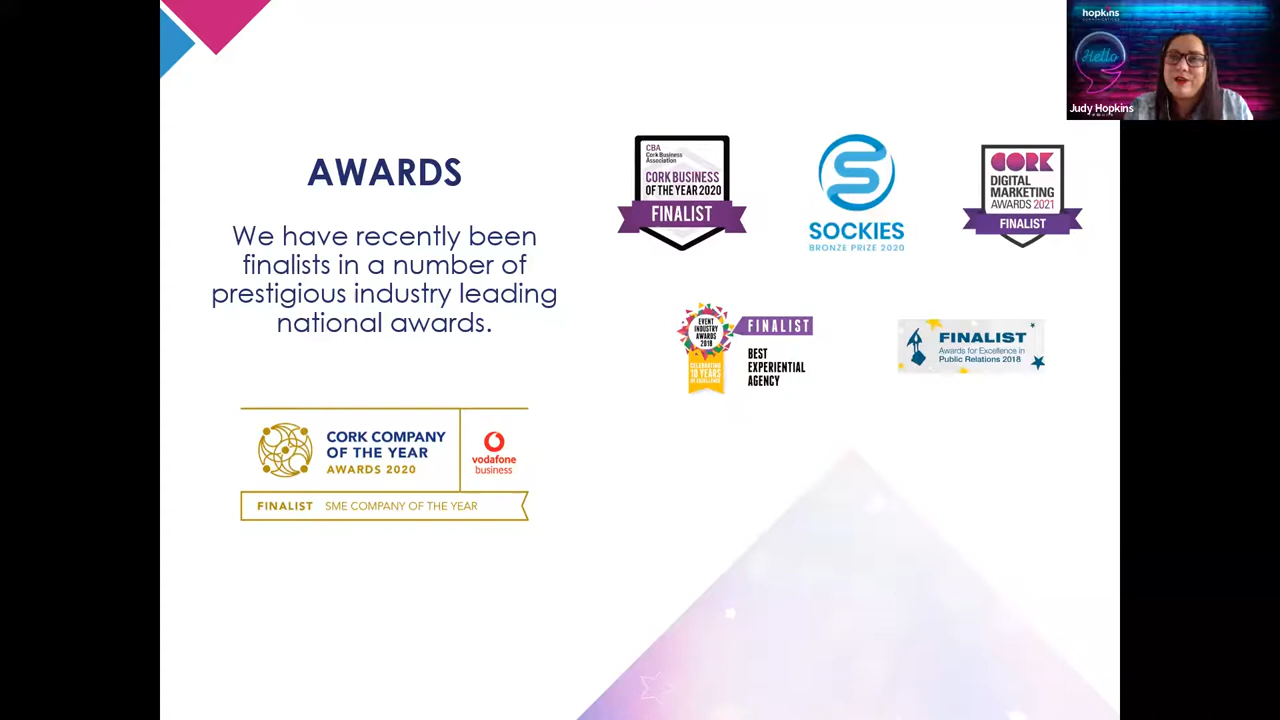 hopkins
COMMUNICATIONS
Hello
Judy Hopkins
AWARDS
We have recently been
finalists in a number of
prestigious industry leading
national awards.
CORK COMPANY
OF THE YEAR
AWARDS 2020
vodafone
business
FINALIST SME COMPANY OF THE YEAR
CBA
Cork Business
Association
CORK BUSINESS
OF THE YEAR 2020
FINALIST
SOCKIES
BRONZE PRIZE 2020
CORK
DIGITAL
MARKETING
AWARDS 2021
FINALIST
EVENT
INDUSTRY
AWARDS
2018
CELEBRATING
10 YEARS
OF EXCELLENCE
FINALIST
BEST
EXPERIENTIAL
AGENCY
FINALIST
Awards for Excellence in
Public Relations 2018